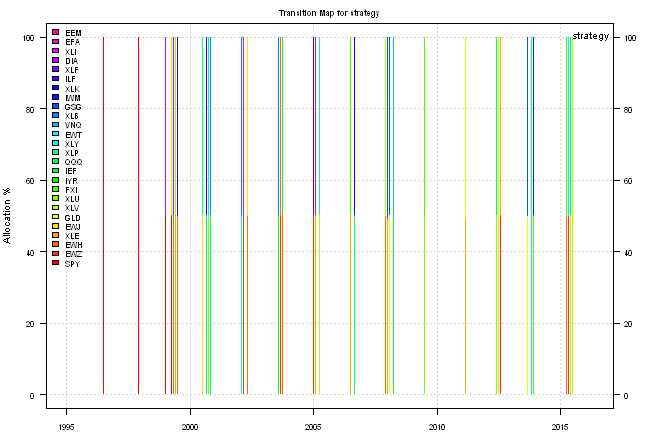 Transition Map for strategy
strategy
Allocation %
100
80
60
40
20
0
100
80
60
40
20
0
EEM
EFA
XLI
DIA
XLF
ILF
XLK
IWM
GSG
XLB
VNQ
EWT
XLY
XLP
QQQ
IEF
IYR
FXI
XLU
XLV
GLD
EWJ
XLE
EWH
EWZ
SPY
1995
2000
2005
2010
2015